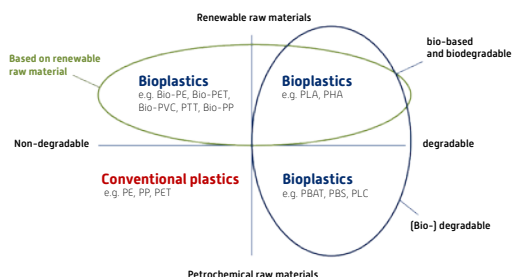 Renewable raw materials
bio-based
and biodegradable
Based on renewable
raw material
Bioplastics
e.g. Bio-PE, Bio-PET,
Bio-PVC, PTT, Bio-PP
Bioplastics
e.g. PLA, PHA
Non-degradable
degradable
Conventional plastics
e.g. PE, PP, PET
Bioplastics
e.g. PBAT, PBS, PLC
(Bio-) degradable
Petrochemical raw materials